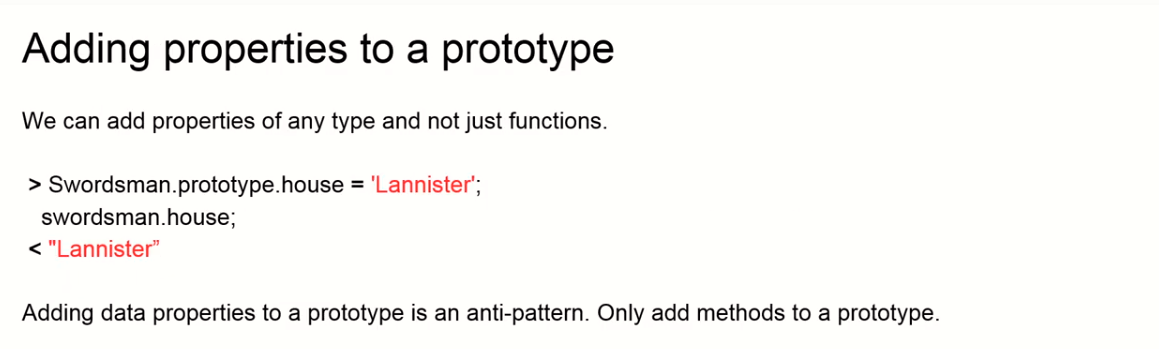 Adding properties to a prototype
We can add properties of any type and not just functions.
> Swordsman.prototype.house = 'Lannister';
swordsman.house;
< "Lannister”
Adding data properties to a prototype is an anti-pattern. Only add methods to a prototype.